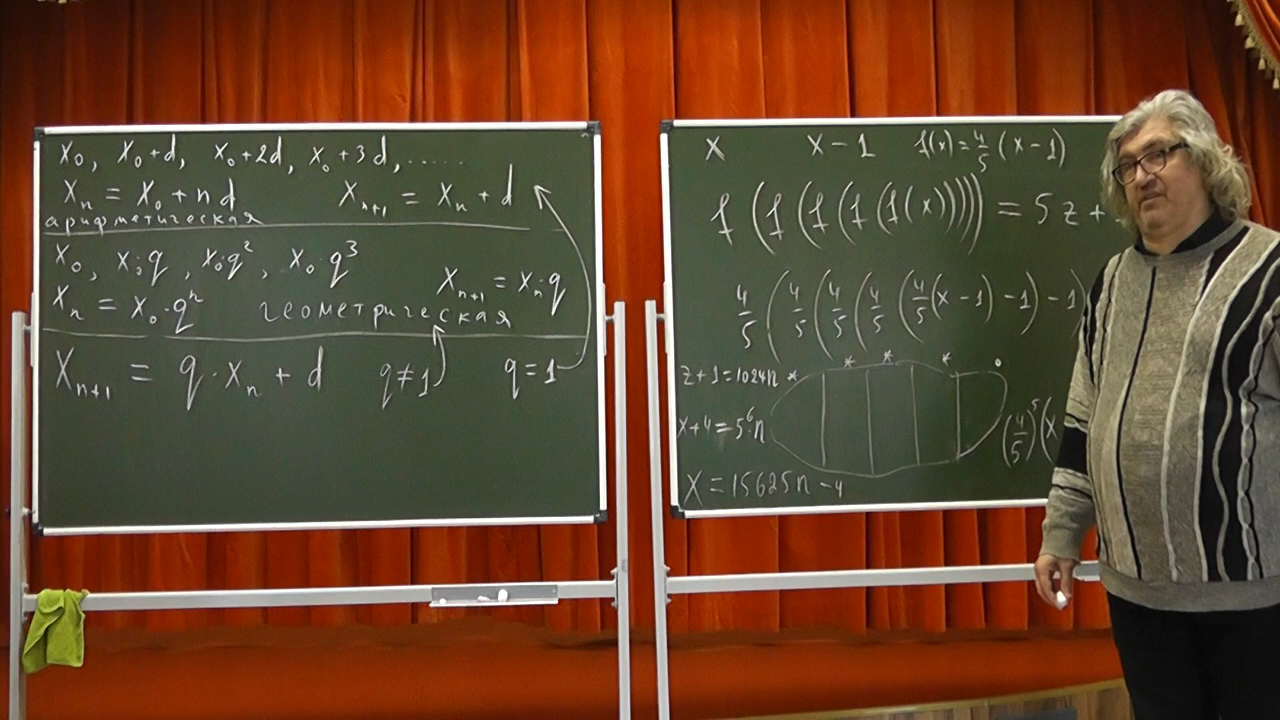 x₀, x₀+d, x₀+2d, x₀+3d, ......
xₙ = x₀ + nd xₙ₊₁ = xₙ + d
арифметическая
x₀, x₀·q, x₀·q², x₀·q³
xₙ₊₁ = xₙ·q
xₙ = x₀·qⁿ геометрическая
xₙ₊₁ = q·xₙ + d q≠1 q=1
x x-1 f(x)=4/5(x-1)
f(f(f(f(f(f(x)))))) = 5z+
4/5(4/5(4/5(4/5(4/5(x-1)-1)-1
z+1=1024n * * * *
x+4=5⁶·n (4/5)⁵(x
x=15625n-4